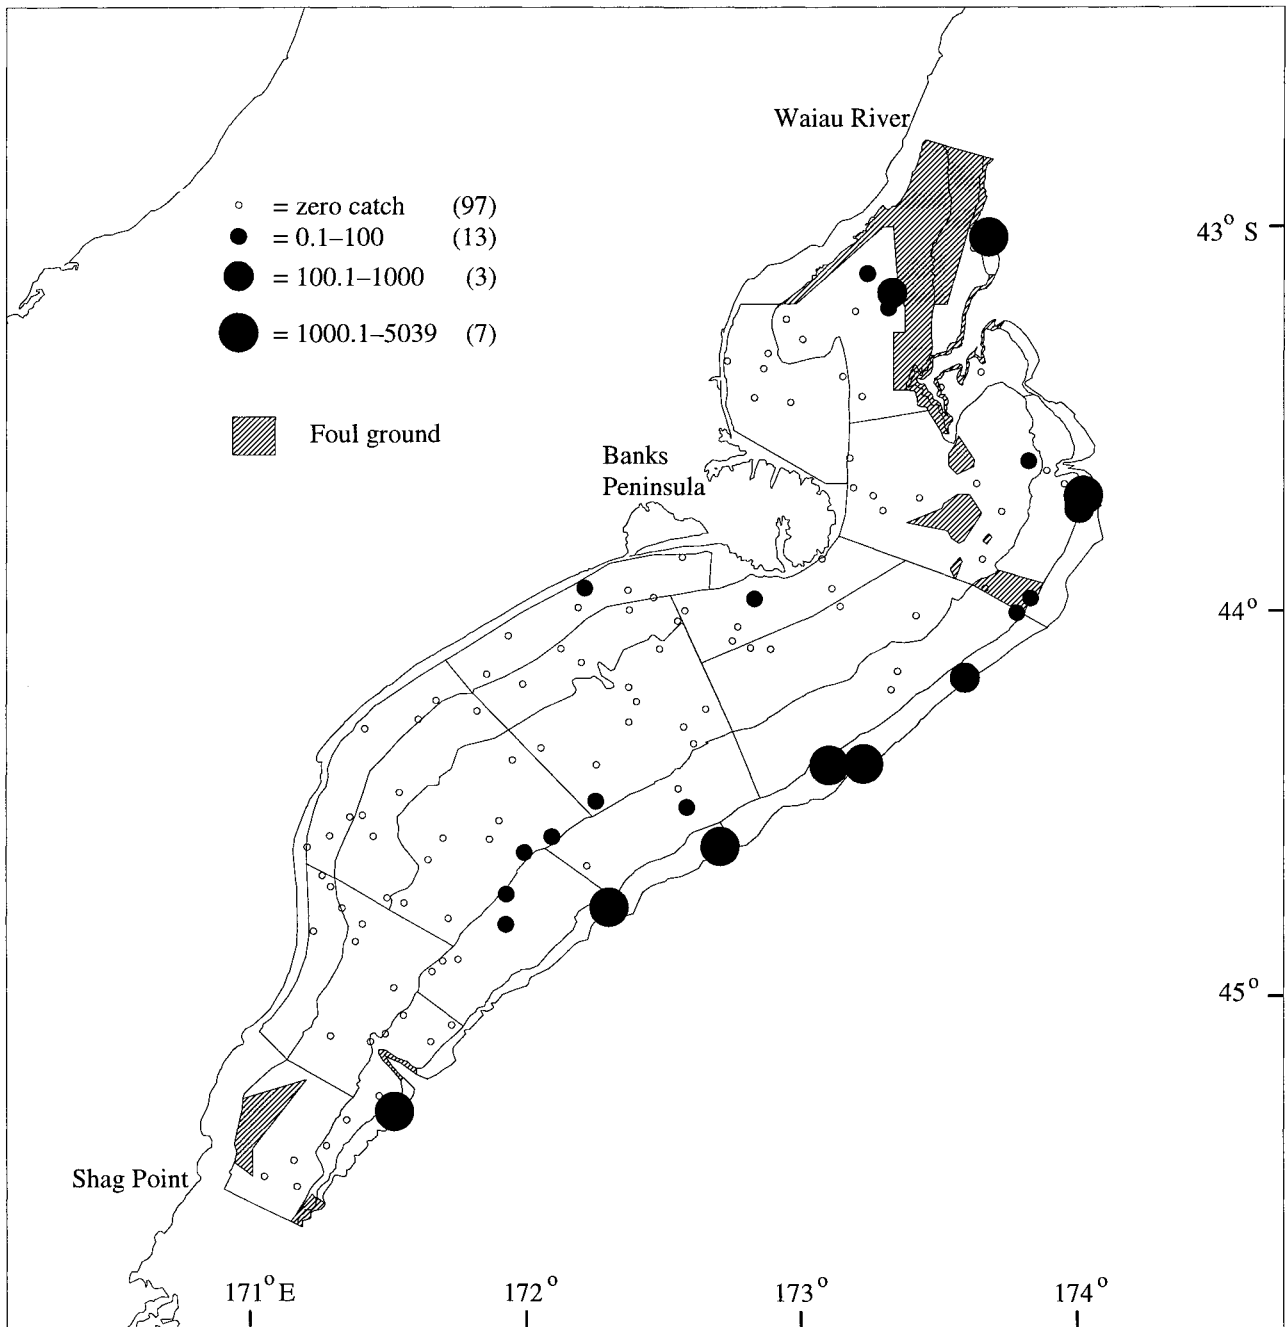 Waiau River
= zero catch (97)
= 0.1–100 (13)
= 100.1–1000 (3)
= 1000.1–5039 (7)
43° S
Foul ground
Banks
Peninsula
44°
45°
Shag Point
171° E 172° 173° 174°